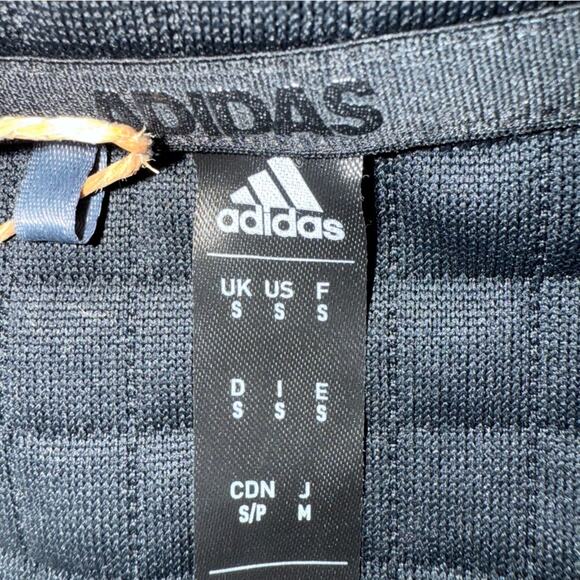 ADIDAS
adidas
UK US F
S S S
D I E
S S S
CDN J
S/P M